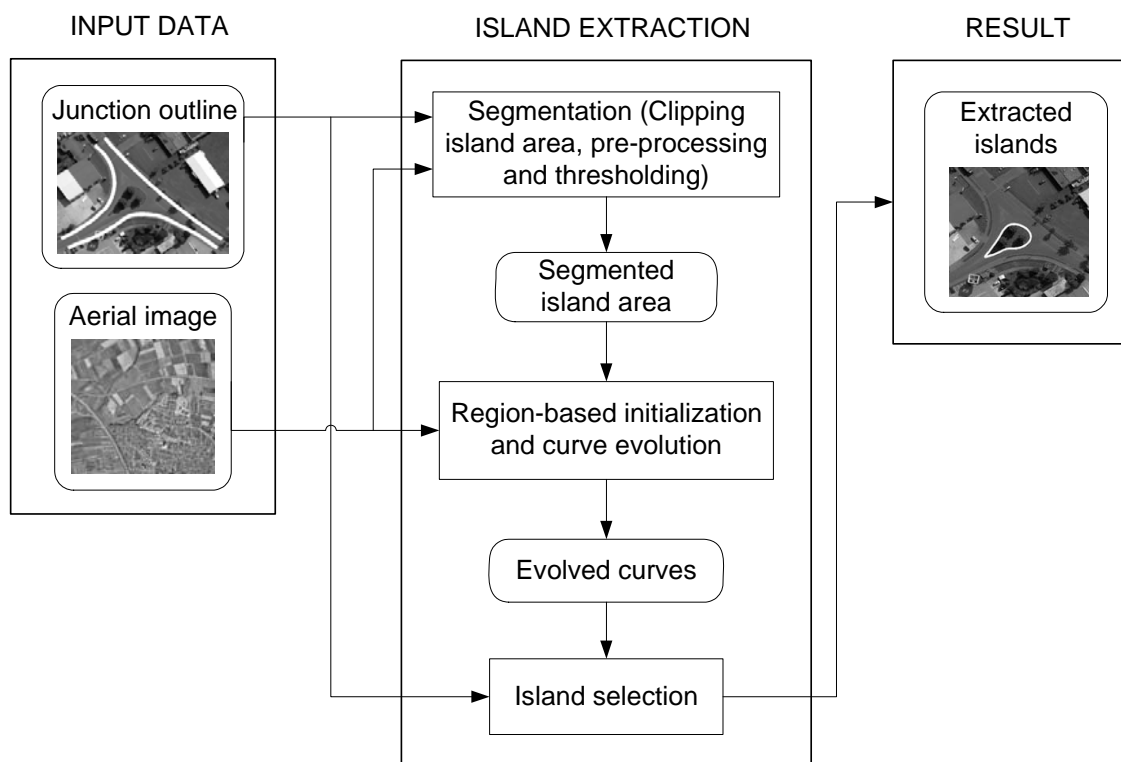 INPUT DATA
Junction outline
Aerial image
ISLAND EXTRACTION
Segmentation (Clipping
island area, pre-processing
and thresholding)
Segmented
island area
Region-based initialization
and curve evolution
Evolved curves
Island selection
RESULT
Extracted
islands